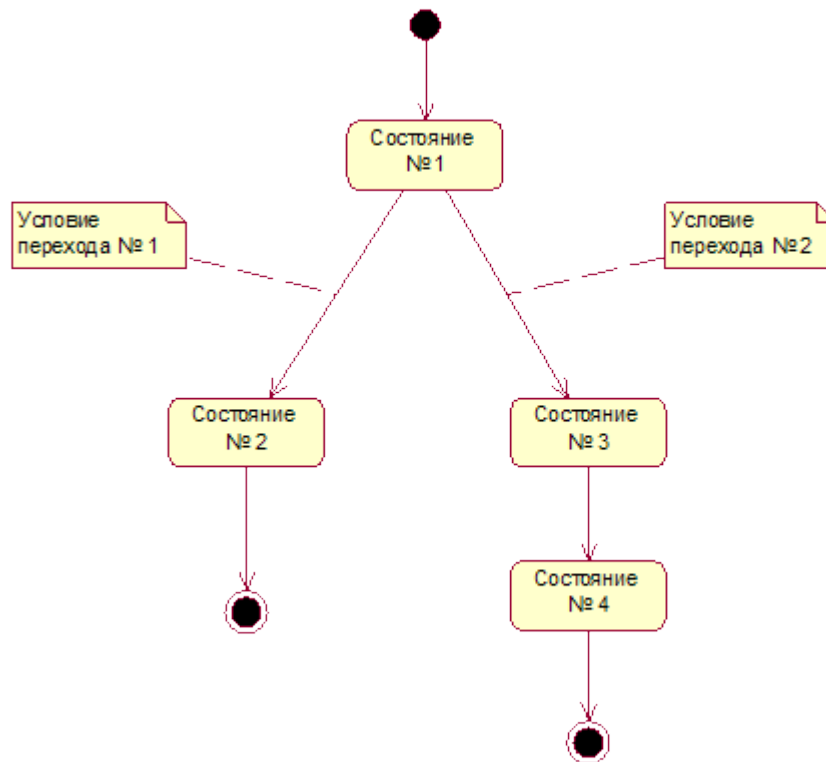 Состояние
№ 1
Условие
перехода № 1
Условие
перехода № 2
Состояние
№ 2
Состояние
№ 3
Состояние
№ 4